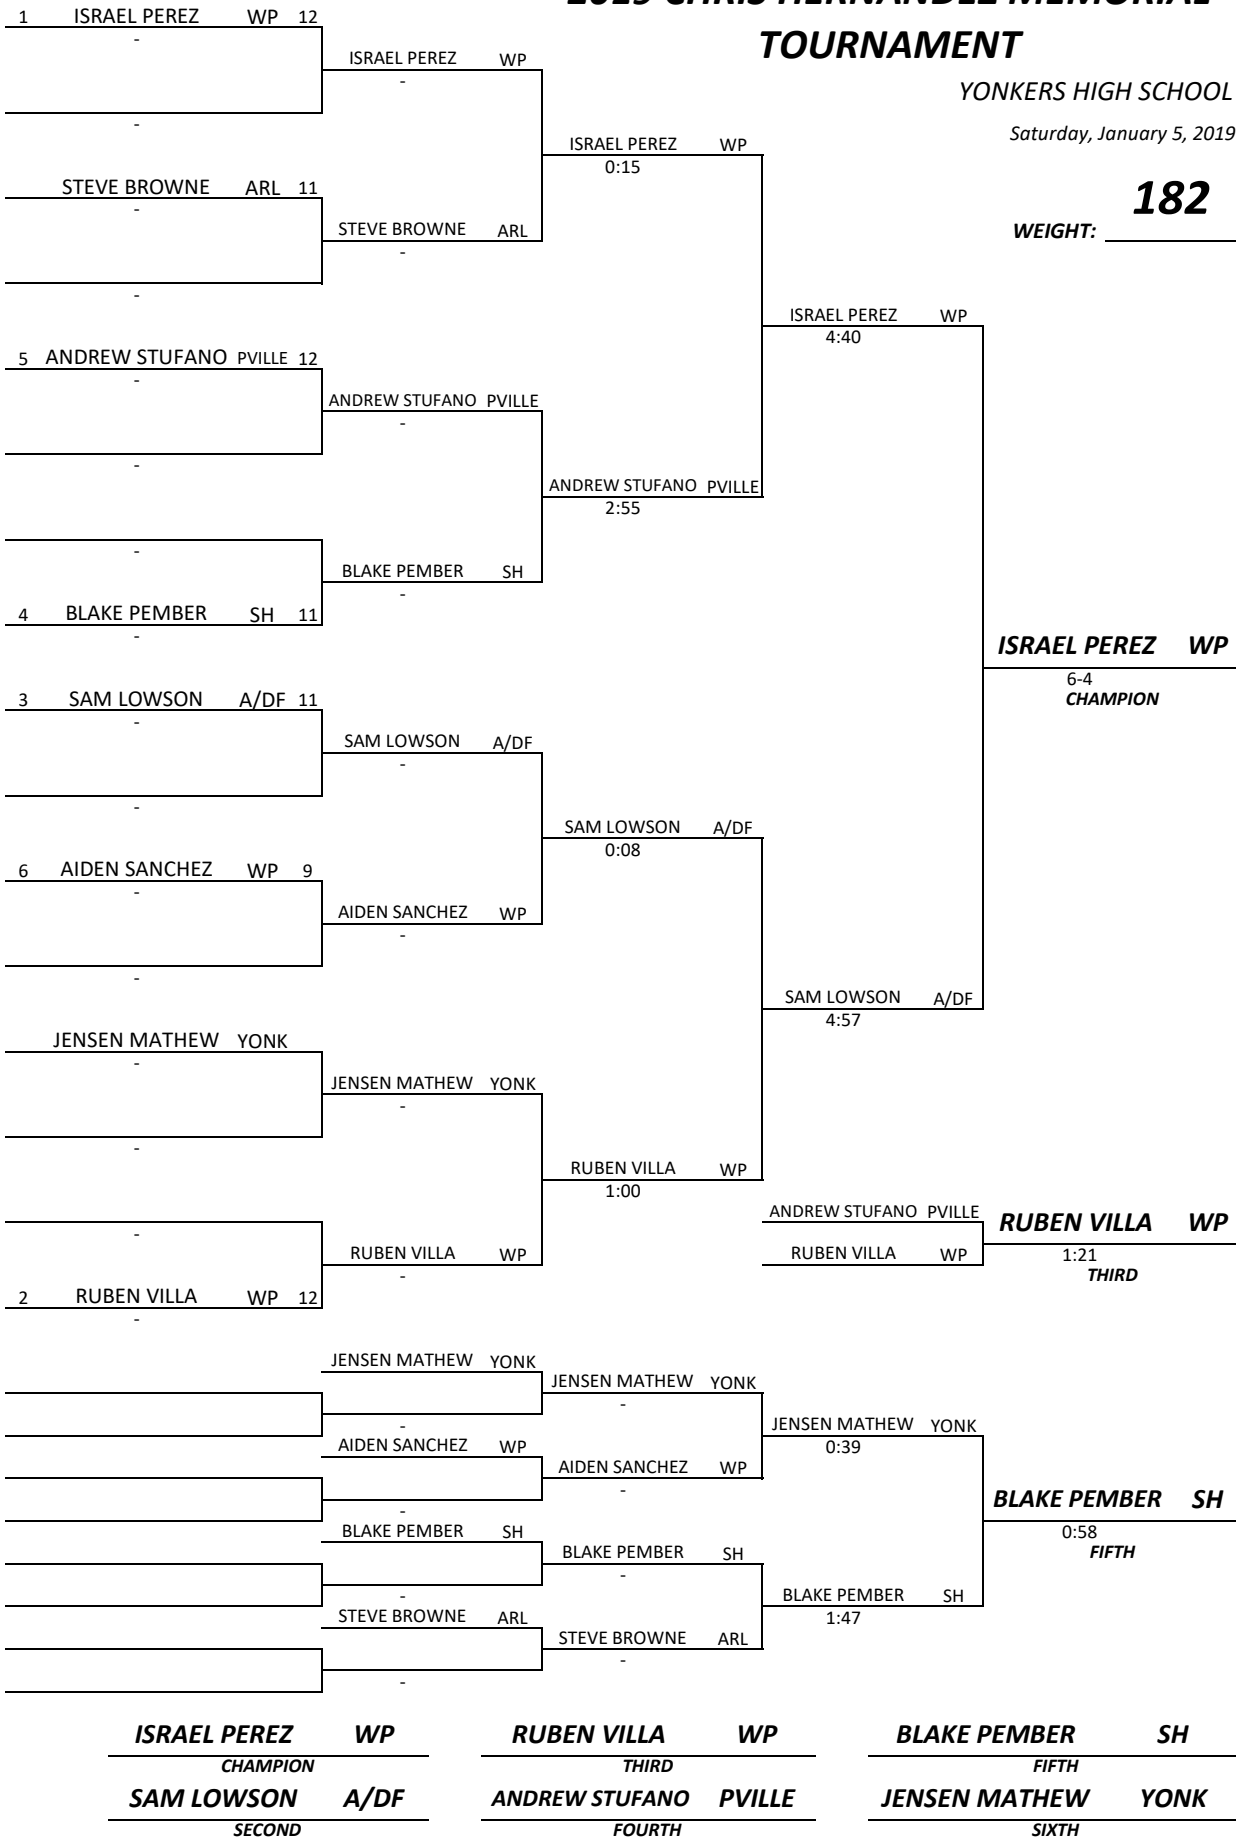 2019 CHRIS HERNANDEZ MEMORIAL
TOURNAMENT
YONKERS HIGH SCHOOL
Saturday, January 5, 2019
182
WEIGHT:
1 ISRAEL PEREZ WP 12
-
ISRAEL PEREZ WP
-
-
ISRAEL PEREZ WP
0:15
STEVE BROWNE ARL 11
-
STEVE BROWNE ARL
-
-
ISRAEL PEREZ WP
4:40
5 ANDREW STUFANO PVILLE 12
-
ANDREW STUFANO PVILLE
-
-
ANDREW STUFANO PVILLE
2:55
-
BLAKE PEMBER SH
-
4 BLAKE PEMBER SH 11
-
ISRAEL PEREZ WP
6-4
CHAMPION
3 SAM LOWSON A/DF 11
-
SAM LOWSON A/DF
-
-
SAM LOWSON A/DF
0:08
6 AIDEN SANCHEZ WP 9
-
AIDEN SANCHEZ WP
-
-
SAM LOWSON A/DF
4:57
JENSEN MATHEW YONK
-
JENSEN MATHEW YONK
-
-
RUBEN VILLA WP
1:00
ANDREW STUFANO PVILLE
RUBEN VILLA WP
1:21
THIRD
-
RUBEN VILLA WP
RUBEN VILLA WP
-
2 RUBEN VILLA WP 12
-
JENSEN MATHEW YONK
JENSEN MATHEW YONK
-
-
JENSEN MATHEW YONK
0:39
AIDEN SANCHEZ WP
AIDEN SANCHEZ WP
-
-
BLAKE PEMBER SH
0:58
FIFTH
BLAKE PEMBER SH
BLAKE PEMBER SH
-
-
BLAKE PEMBER SH
1:47
STEVE BROWNE ARL
STEVE BROWNE ARL
-
-
ISRAEL PEREZ WP RUBEN VILLA WP BLAKE PEMBER SH
CHAMPION THIRD FIFTH
SAM LOWSON A/DF ANDREW STUFANO PVILLE JENSEN MATHEW YONK
SECOND FOURTH SIXTH